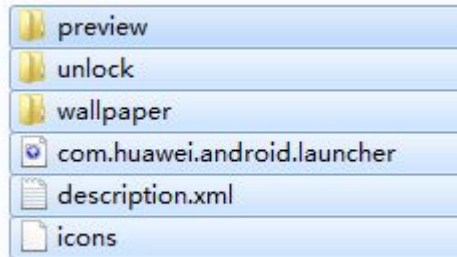 preview
unlock
wallpaper
com.huawei.android.launcher
description.xml
icons